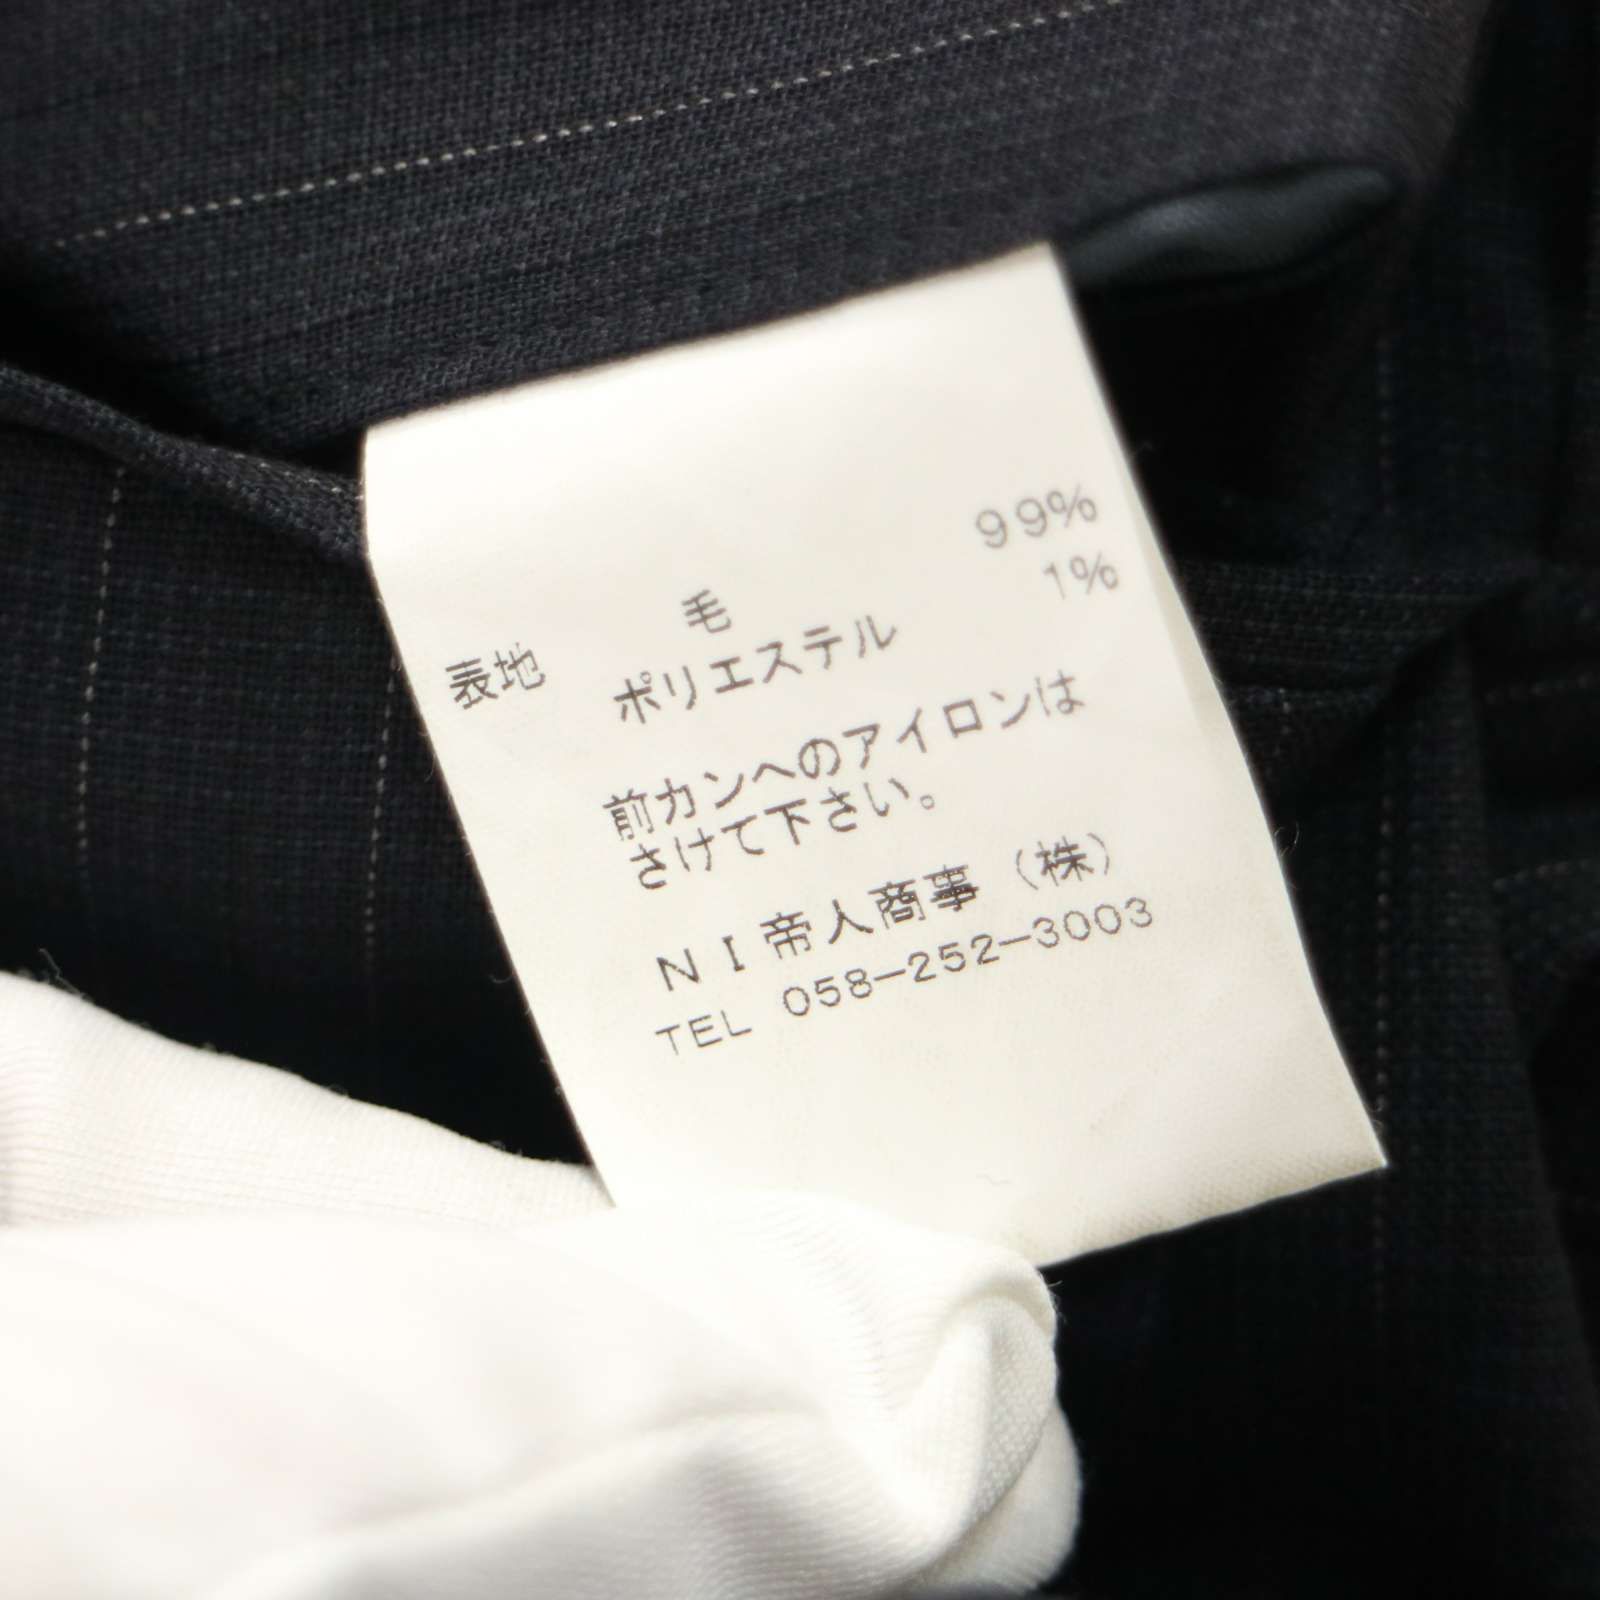 表地 毛 99%
ポリエステル 1%
前カンへのアイロンは
さけて下さい。
NI帝人商事（株）
TEL 058-252-3003